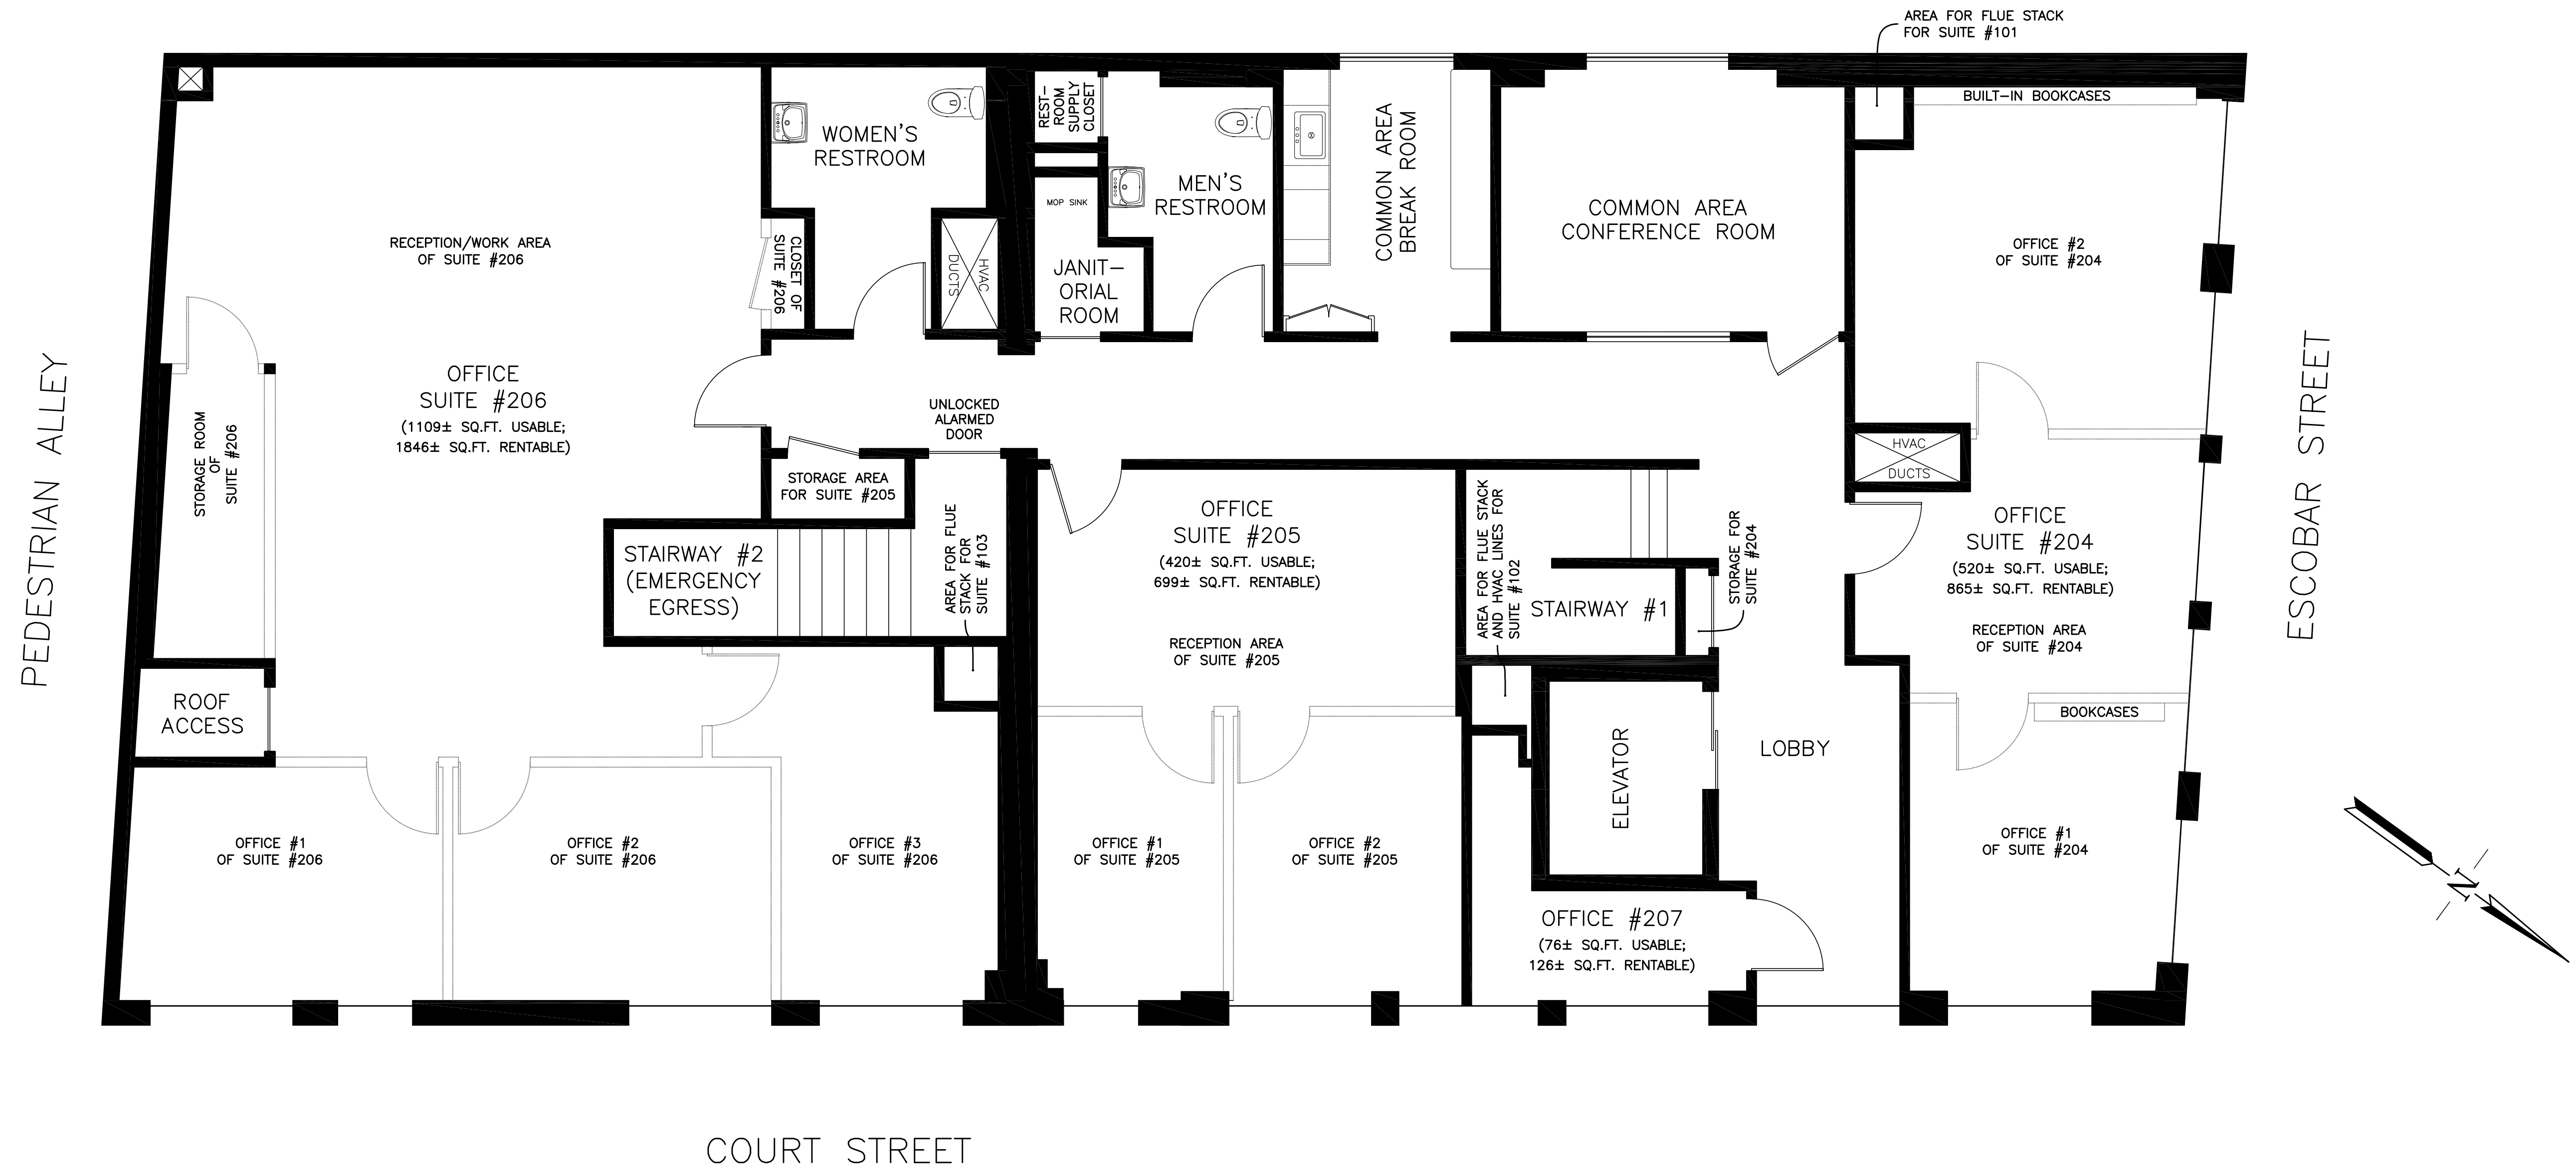 AREA FOR FLUE STACK
FOR SUITE #101
BUILT-IN BOOKCASES
REST-
ROOM
SUPPLY
CLOSET
WOMEN'S
RESTROOM
MEN'S
RESTROOM
MOP SINK
COMMON AREA
BREAK ROOM
COMMON AREA
CONFERENCE ROOM
RECEPTION/WORK AREA
OF SUITE #206
CLOSET OF
SUITE #206
HVAC
DUCTS
JANIT-
ORIAL
ROOM
OFFICE #2
OF SUITE #204
PEDESTRIAN ALLEY
ESCOBAR STREET
OFFICE
SUITE #206
(1109± SQ.FT. USABLE;
1846± SQ.FT. RENTABLE)
STORAGE ROOM
OF
SUITE #206
UNLOCKED
ALARMED
DOOR
STORAGE AREA
FOR SUITE #205
HVAC
DUCTS
STAIRWAY #2
(EMERGENCY
EGRESS)
AREA FOR FLUE
STACK FOR
SUITE #103
OFFICE
SUITE #205
(420± SQ.FT. USABLE;
699± SQ.FT. RENTABLE)
RECEPTION AREA
OF SUITE #205
AREA FOR FLUE STACK
AND HVAC LINES FOR
SUITE #102
STAIRWAY #1
STORAGE FOR
SUITE #204
OFFICE
SUITE #204
(520± SQ.FT. USABLE;
865± SQ.FT. RENTABLE)
RECEPTION AREA
OF SUITE #204
ROOF
ACCESS
BOOKCASES
ELEVATOR
LOBBY
OFFICE #1
OF SUITE #206
OFFICE #2
OF SUITE #206
OFFICE #3
OF SUITE #206
OFFICE #1
OF SUITE #205
OFFICE #2
OF SUITE #205
OFFICE #1
OF SUITE #204
OFFICE #207
(76± SQ.FT. USABLE;
126± SQ.FT. RENTABLE)
N
COURT STREET